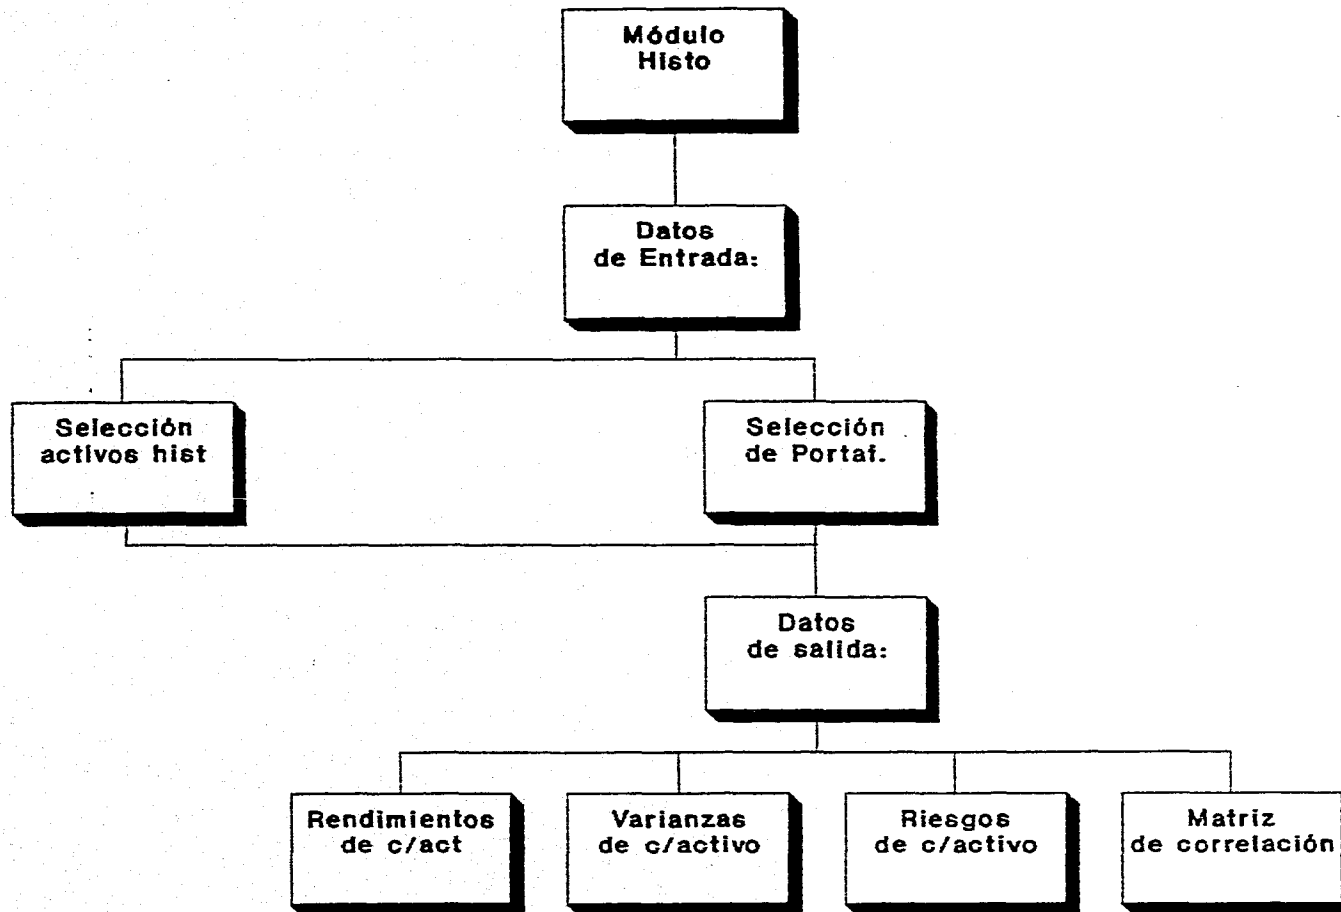 Módulo
Histo
Datos
de Entrada:
Selección
activos hist
Selección
de Portaf.
Datos
de salida:
Rendimientos
de c/act
Varianzas
de c/activo
Riesgos
de c/activo
Matriz
de correlación